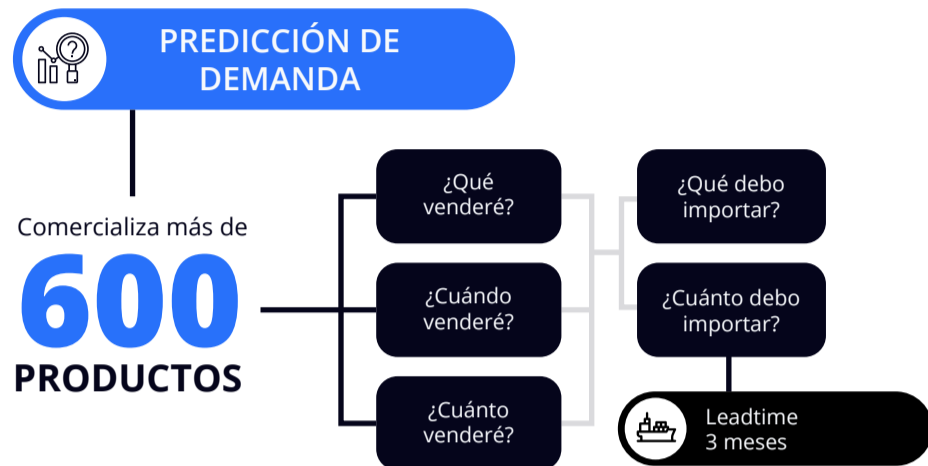 PREDICCIÓN DE
DEMANDA
?
Comercializa más de
600
PRODUCTOS
¿Qué
venderé?
¿Cuándo
venderé?
¿Cuánto
venderé?
¿Qué debo
importar?
¿Cuánto debo
importar?
Leadtime
3 meses